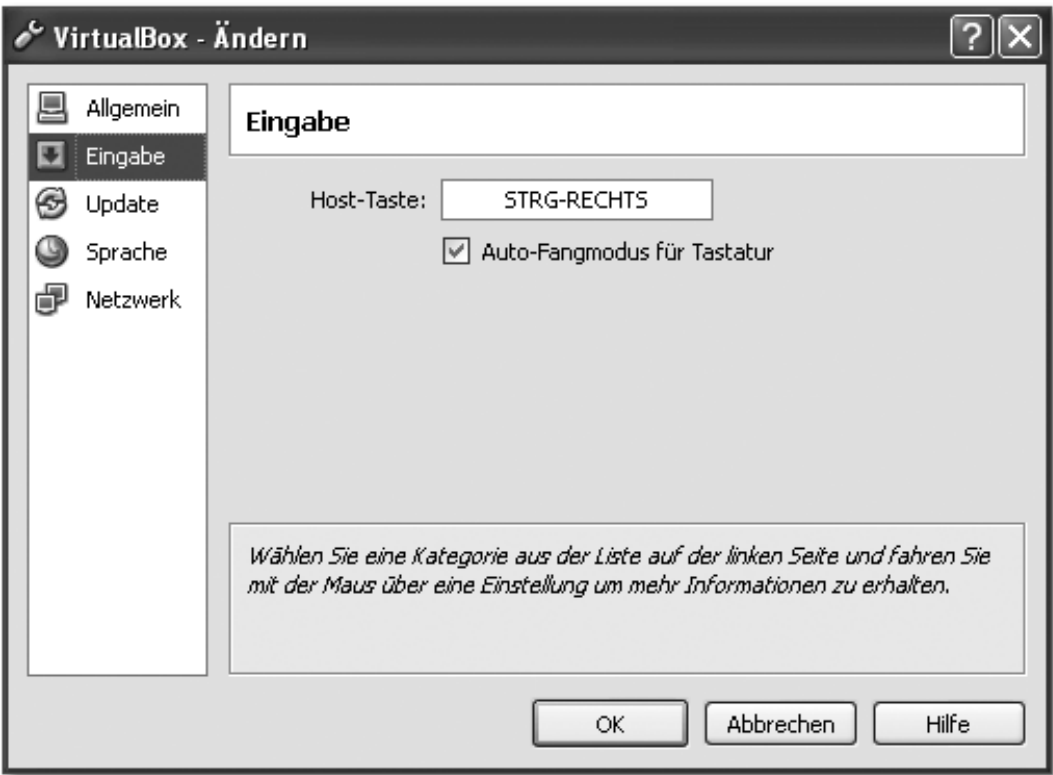 VirtualBox - Ändern
Allgemein
Eingabe
Update
Sprache
Netzwerk
Eingabe
Host-Taste: STRG-RECHTS
Auto-Fangmodus für Tastatur
Wählen Sie eine Kategorie aus der Liste auf der linken Seite und fahren Sie
mit der Maus über eine Einstellung um mehr Informationen zu erhalten.
OK Abbrechen Hilfe